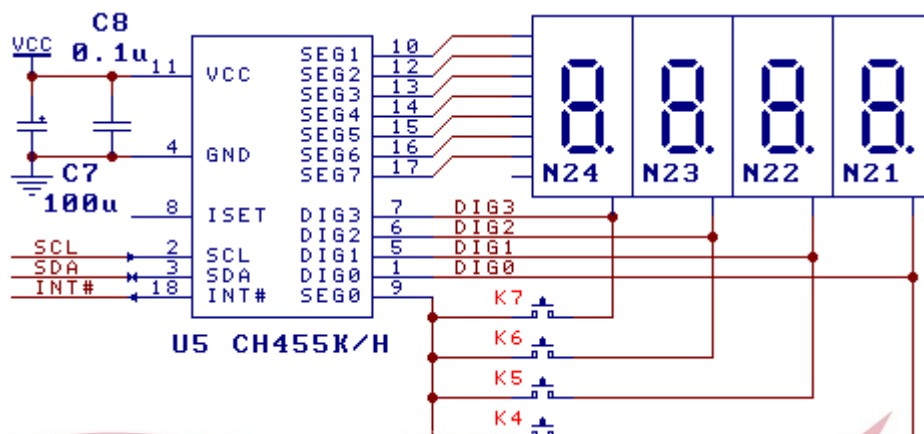 C8
VCC
0.1u
11 VCC
SEG1 10
SEG2 12
SEG3 13
SEG4 14
SEG5 15
4 GND
SEG6 16
SEG7 17
C7
100u
N24 N23 N22 N21
8 ISET
DIG3 7 DIG3
DIG2 6 DIG2
SCL 2 SCL
DIG1 5 DIG1
SDA 3 SDA
DIG0 1 DIG0
INT# 18 INT#
SEG0 9
K7
U5 CH455K/H
K6
K5
K4